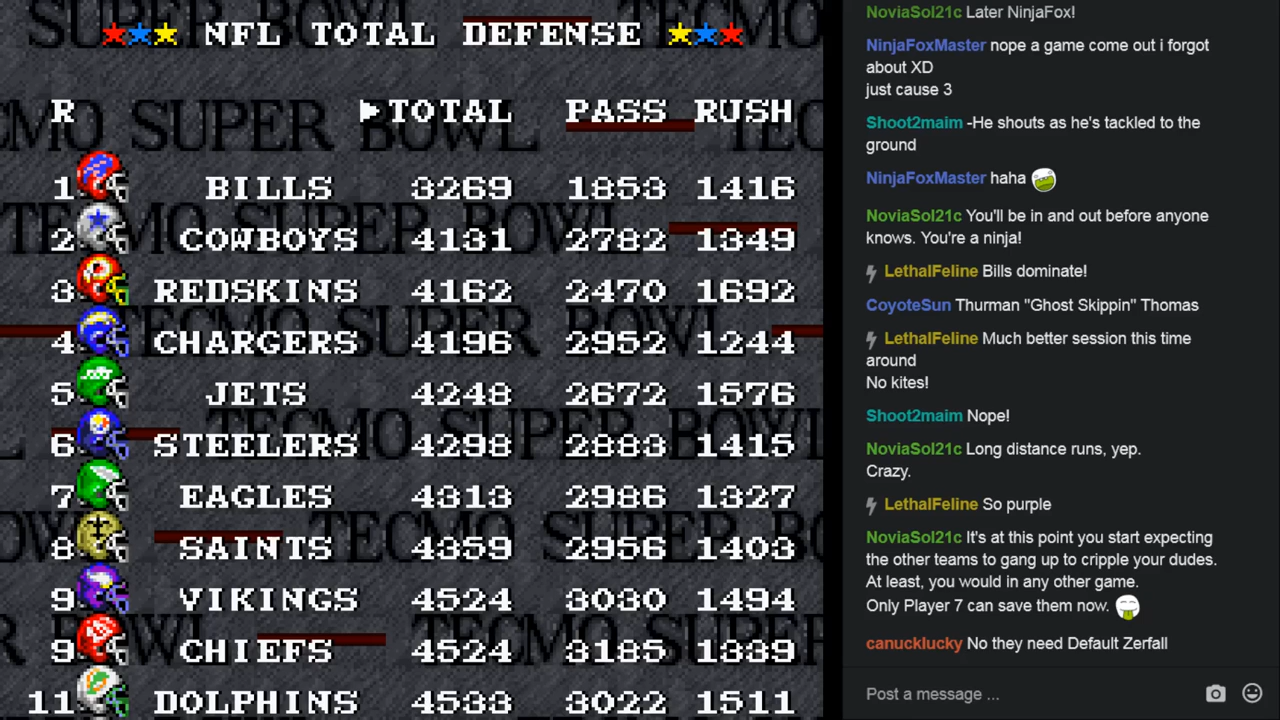 NFL TOTAL DEFENSE
R ▶TOTAL PASS RUSH
1 BILLS 3269 1853 1416
2 COWBOYS 4131 2782 1349
3 REDSKINS 4162 2470 1692
4 CHARGERS 4196 2952 1244
5 JETS 4248 2672 1576
6 STEELERS 4298 2883 1415
7 EAGLES 4313 2986 1327
8 SAINTS 4359 2956 1403
9 VIKINGS 4524 3030 1494
9 CHIEFS 4524 3185 1339
11 DOLPHINS 4533 3022 1511
TECMO SUPER BOWL
NoviaSol21c Later NinjaFox!
NinjaFoxMaster nope a game come out i forgot
about XD
just cause 3
Shoot2maim -He shouts as he's tackled to the
ground
NinjaFoxMaster haha
NoviaSol21c You'll be in and out before anyone
knows. You're a ninja!
LethalFeline Bills dominate!
CoyoteSun Thurman "Ghost Skippin" Thomas
LethalFeline Much better session this time
around
No kites!
Shoot2maim Nope!
NoviaSol21c Long distance runs, yep.
Crazy.
LethalFeline So purple
NoviaSol21c It's at this point you start expecting
the other teams to gang up to cripple your dudes.
At least, you would in any other game.
Only Player 7 can save them now.
canucklucky No they need Default Zerfall
Post a message ...